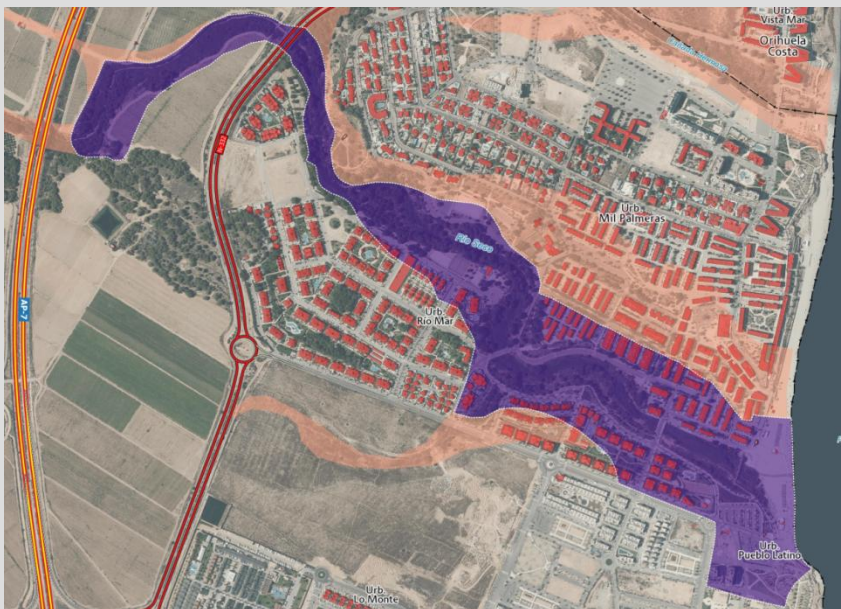 Urb.
Vista Mar
Orihuela
Costa
N-332
Urb.
Mil Palmeras
Río Seco
AP-7
Urb.
Río Mar
Urb.
Pueblo Latino
Urb.
Lo Monte